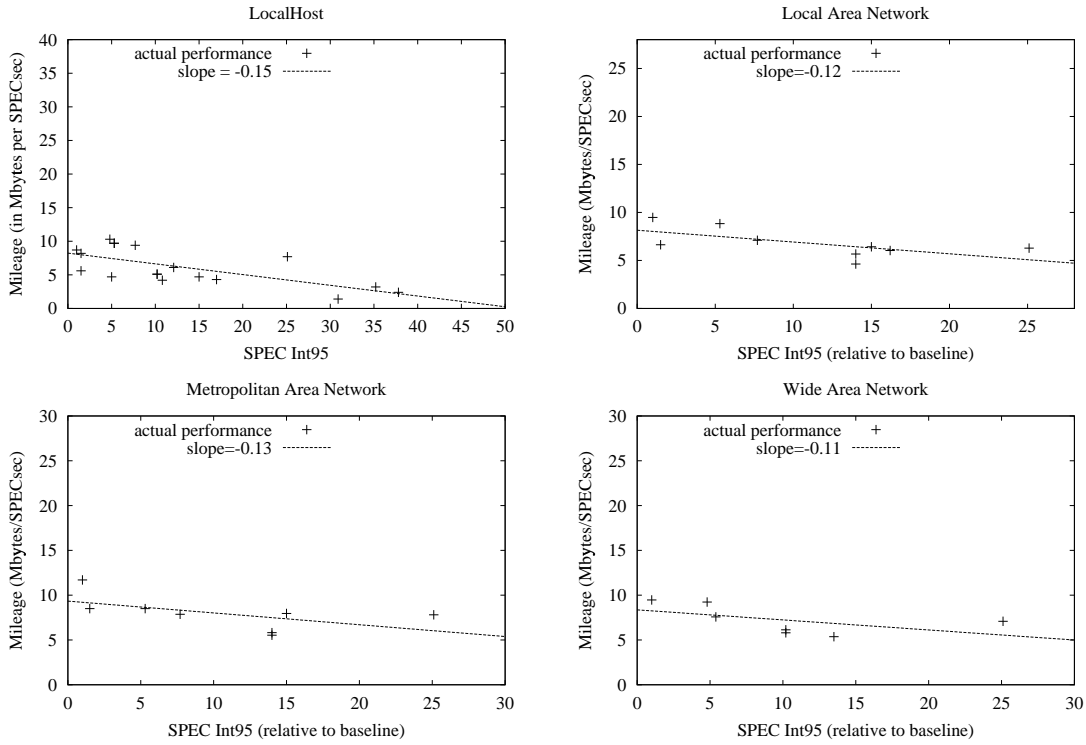 LocalHost
Mileage (in Mbytes per SPECsec)
40
35
30
25
20
15
10
5
0
actual performance
slope = -0.15
0 5 10 15 20 25 30 35 40 45 50
SPEC Int95
Local Area Network
Mileage (Mbytes/SPECsec)
25
20
15
10
5
0
actual performance
slope=-0.12
0 5 10 15 20 25
SPEC Int95 (relative to baseline)
Metropolitan Area Network
Mileage (Mbytes/SPECsec)
30
25
20
15
10
5
0
actual performance
slope=-0.13
0 5 10 15 20 25 30
SPEC Int95 (relative to baseline)
Wide Area Network
Mileage (Mbytes/SPECsec)
30
25
20
15
10
5
0
actual performance
slope=-0.11
0 5 10 15 20 25 30
SPEC Int95 (relative to baseline)